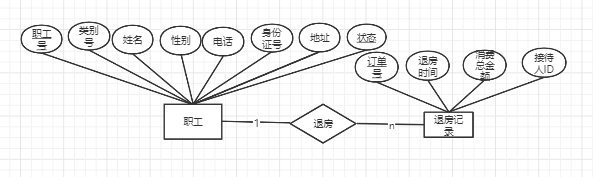 职工
号
类别
号
姓名
性别
电话
身份
证号
地址
状态
订单
号
退房
时间
消费
总金
额
接待
人ID
职工
1
退房
n
退房记
录